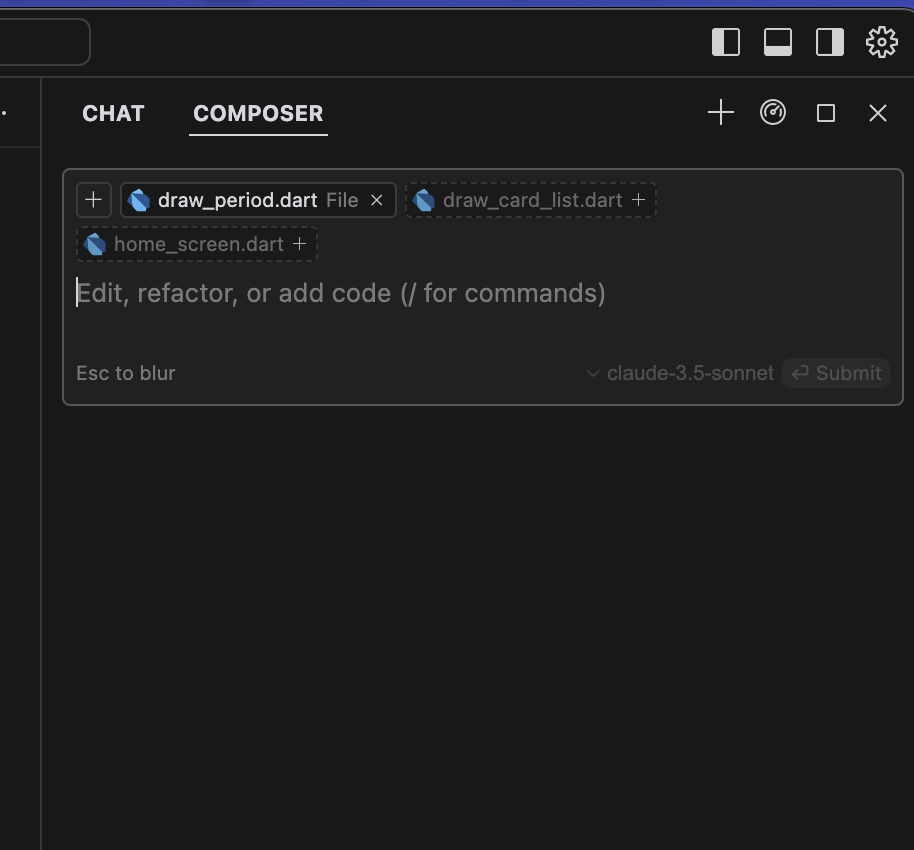 CHAT COMPOSER
draw_period.dart File draw_card_list.dart
home_screen.dart
Edit, refactor, or add code (/ for commands)
Esc to blur claude-3.5-sonnet Submit